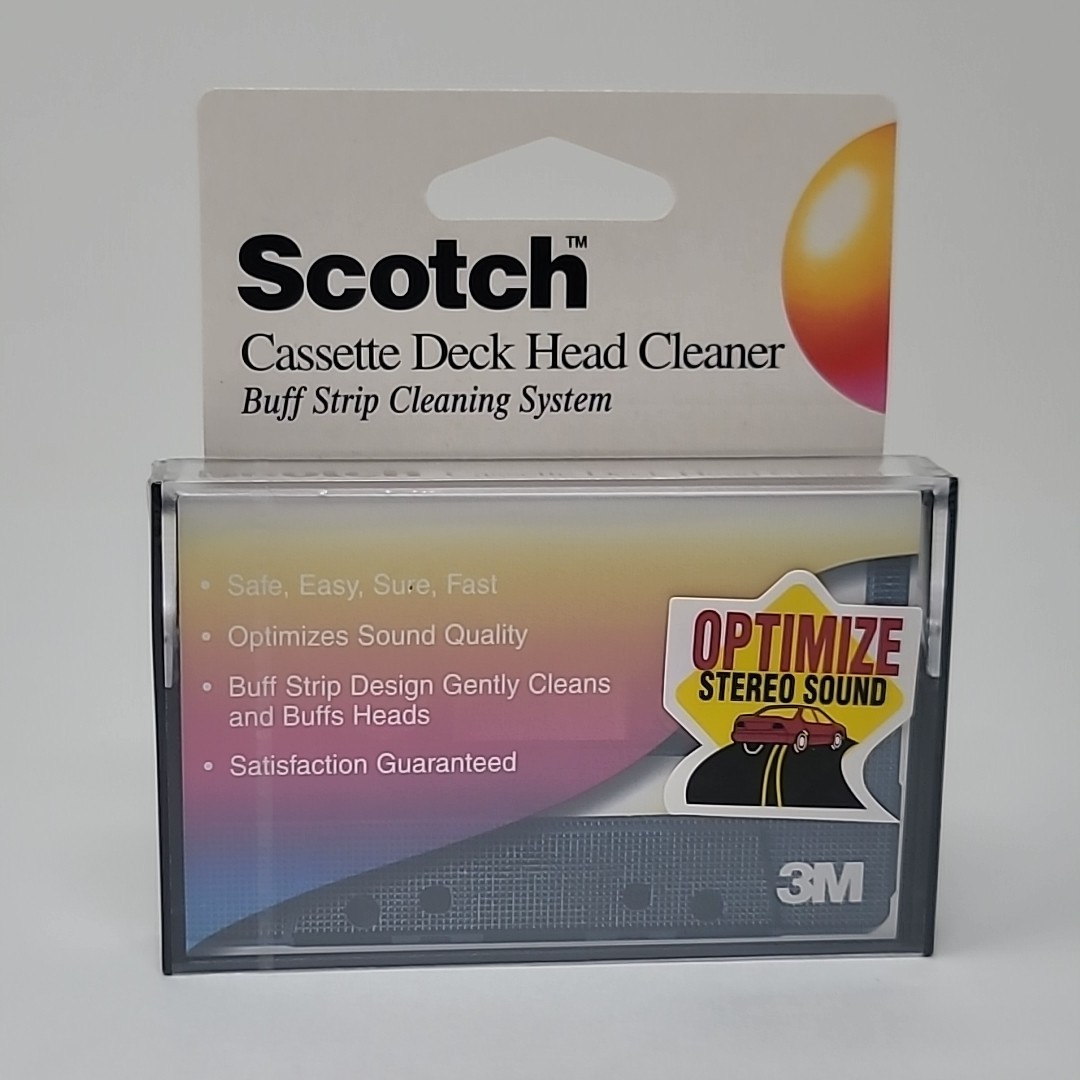 Scotch™
Cassette Deck Head Cleaner
Buff Strip Cleaning System
• Safe, Easy, Sure, Fast
• Optimizes Sound Quality
• Buff Strip Design Gently Cleans
and Buffs Heads
• Satisfaction Guaranteed
OPTIMIZE
STEREO SOUND
3M